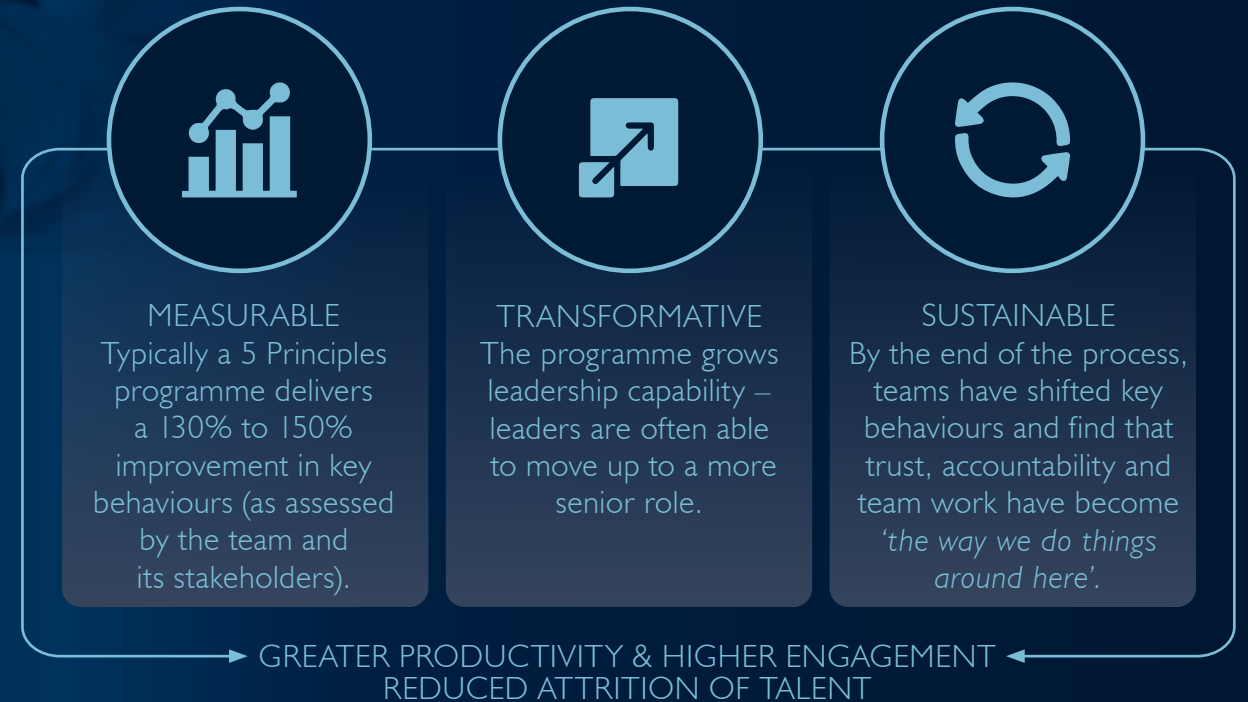 MEASURABLE
Typically a 5 Principles
programme delivers
a 130% to 150%
improvement in key
behaviours (as assessed
by the team and
its stakeholders).
TRANSFORMATIVE
The programme grows
leadership capability –
leaders are often able
to move up to a more
senior role.
SUSTAINABLE
By the end of the process,
teams have shifted key
behaviours and find that
trust, accountability and
team work have become
‘the way we do things
around here’.
GREATER PRODUCTIVITY & HIGHER ENGAGEMENT
REDUCED ATTRITION OF TALENT